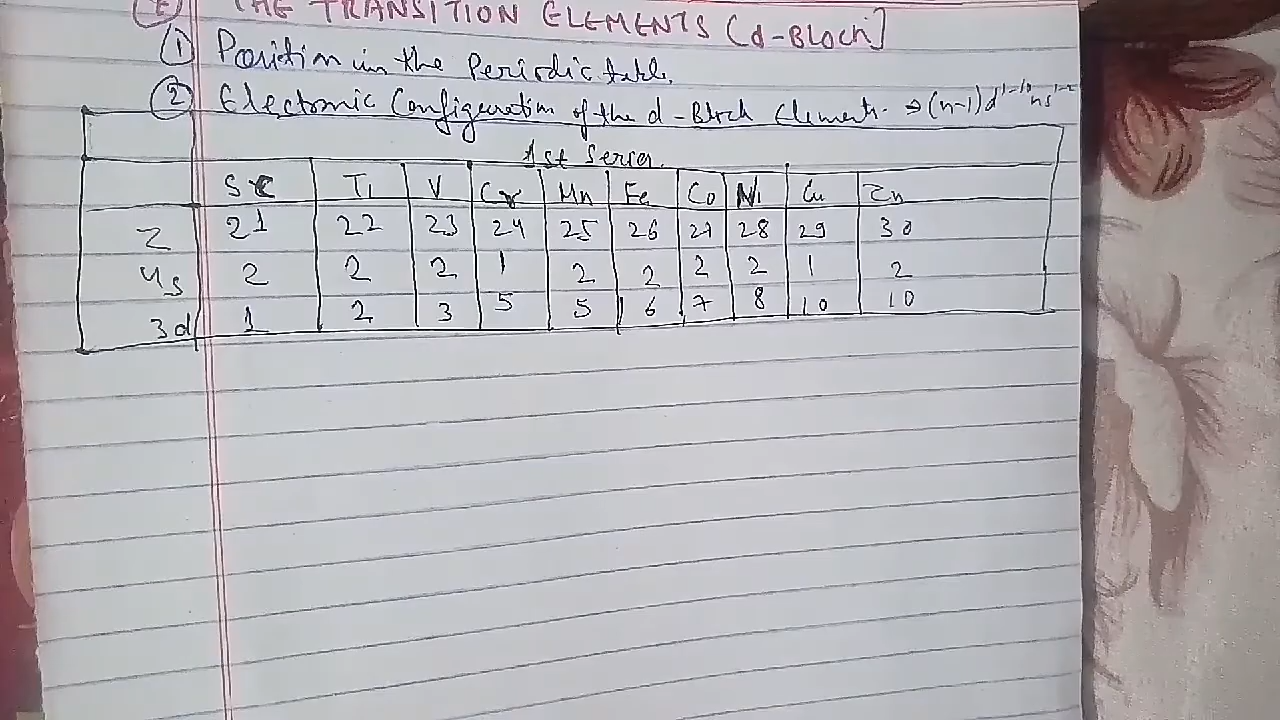 THE TRANSITION ELEMENTS [d-BLOCK]
① Position in the Periodic table.
② Electronic Configuration of the d-Block Elements. → (n-1)d¹⁻¹⁰ns¹⁻²
1st Series.
Sc Ti V Cr Mn Fe Co Ni Cu Zn
Z 21 22 23 24 25 26 27 28 29 30
4s 2 2 2 1 2 2 2 2 1 2
3d 1 2 3 5 5 6 7 8 10 10